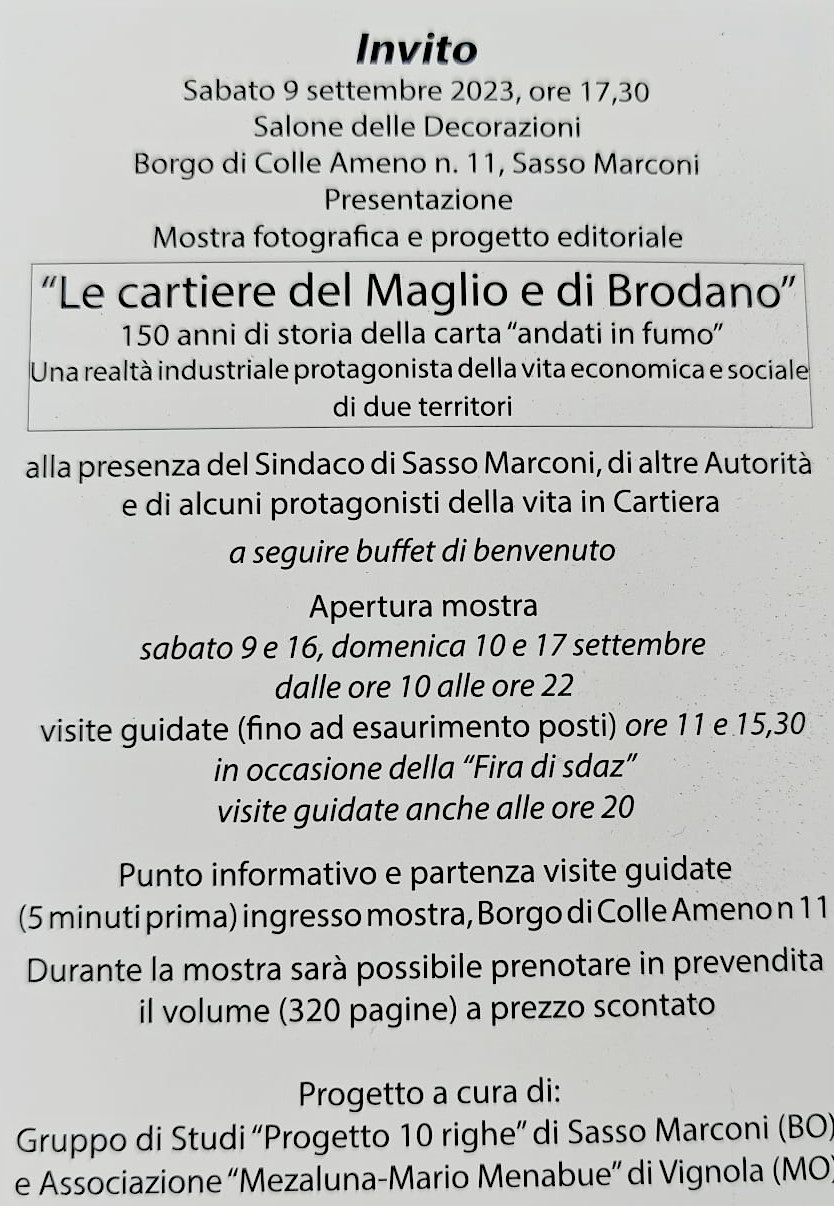 Invito
Sabato 9 settembre 2023, ore 17,30
Salone delle Decorazioni
Borgo di Colle Ameno n. 11, Sasso Marconi
Presentazione
Mostra fotografica e progetto editoriale
“Le cartiere del Maglio e di Brodano”
150 anni di storia della carta “andati in fumo”
Una realtà industriale protagonista della vita economica e sociale
di due territori
alla presenza del Sindaco di Sasso Marconi, di altre Autorità
e di alcuni protagonisti della vita in Cartiera
a seguire buffet di benvenuto
Apertura mostra
sabato 9 e 16, domenica 10 e 17 settembre
dalle ore 10 alle ore 22
visite guidate (fino ad esaurimento posti) ore 11 e 15,30
in occasione della “Fira di sdaz”
visite guidate anche alle ore 20
Punto informativo e partenza visite guidate
(5 minuti prima) ingresso mostra, Borgo di Colle Ameno n 11
Durante la mostra sarà possibile prenotare in prevendita
il volume (320 pagine) a prezzo scontato
Progetto a cura di:
Gruppo di Studi “Progetto 10 righe” di Sasso Marconi (BO)
e Associazione “Mezaluna-Mario Menabue” di Vignola (MO)